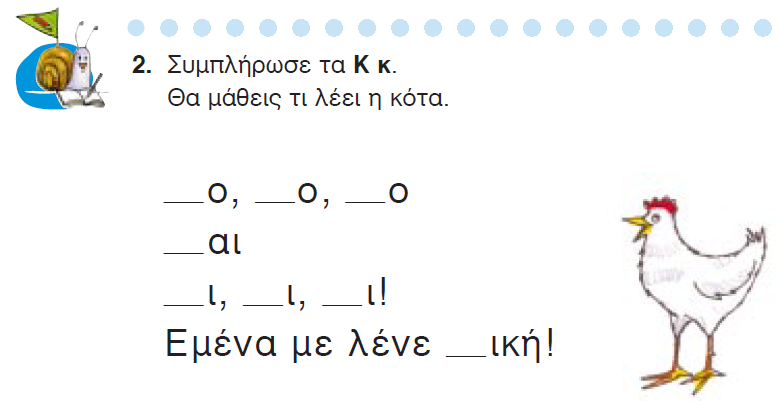 2. Συμπλήρωσε τα Κ κ.
Θα μάθεις τι λέει η κότα.
__ο, __ο, __ο
__αι
__ι, __ι, __ι!
Εμένα με λένε __ική!